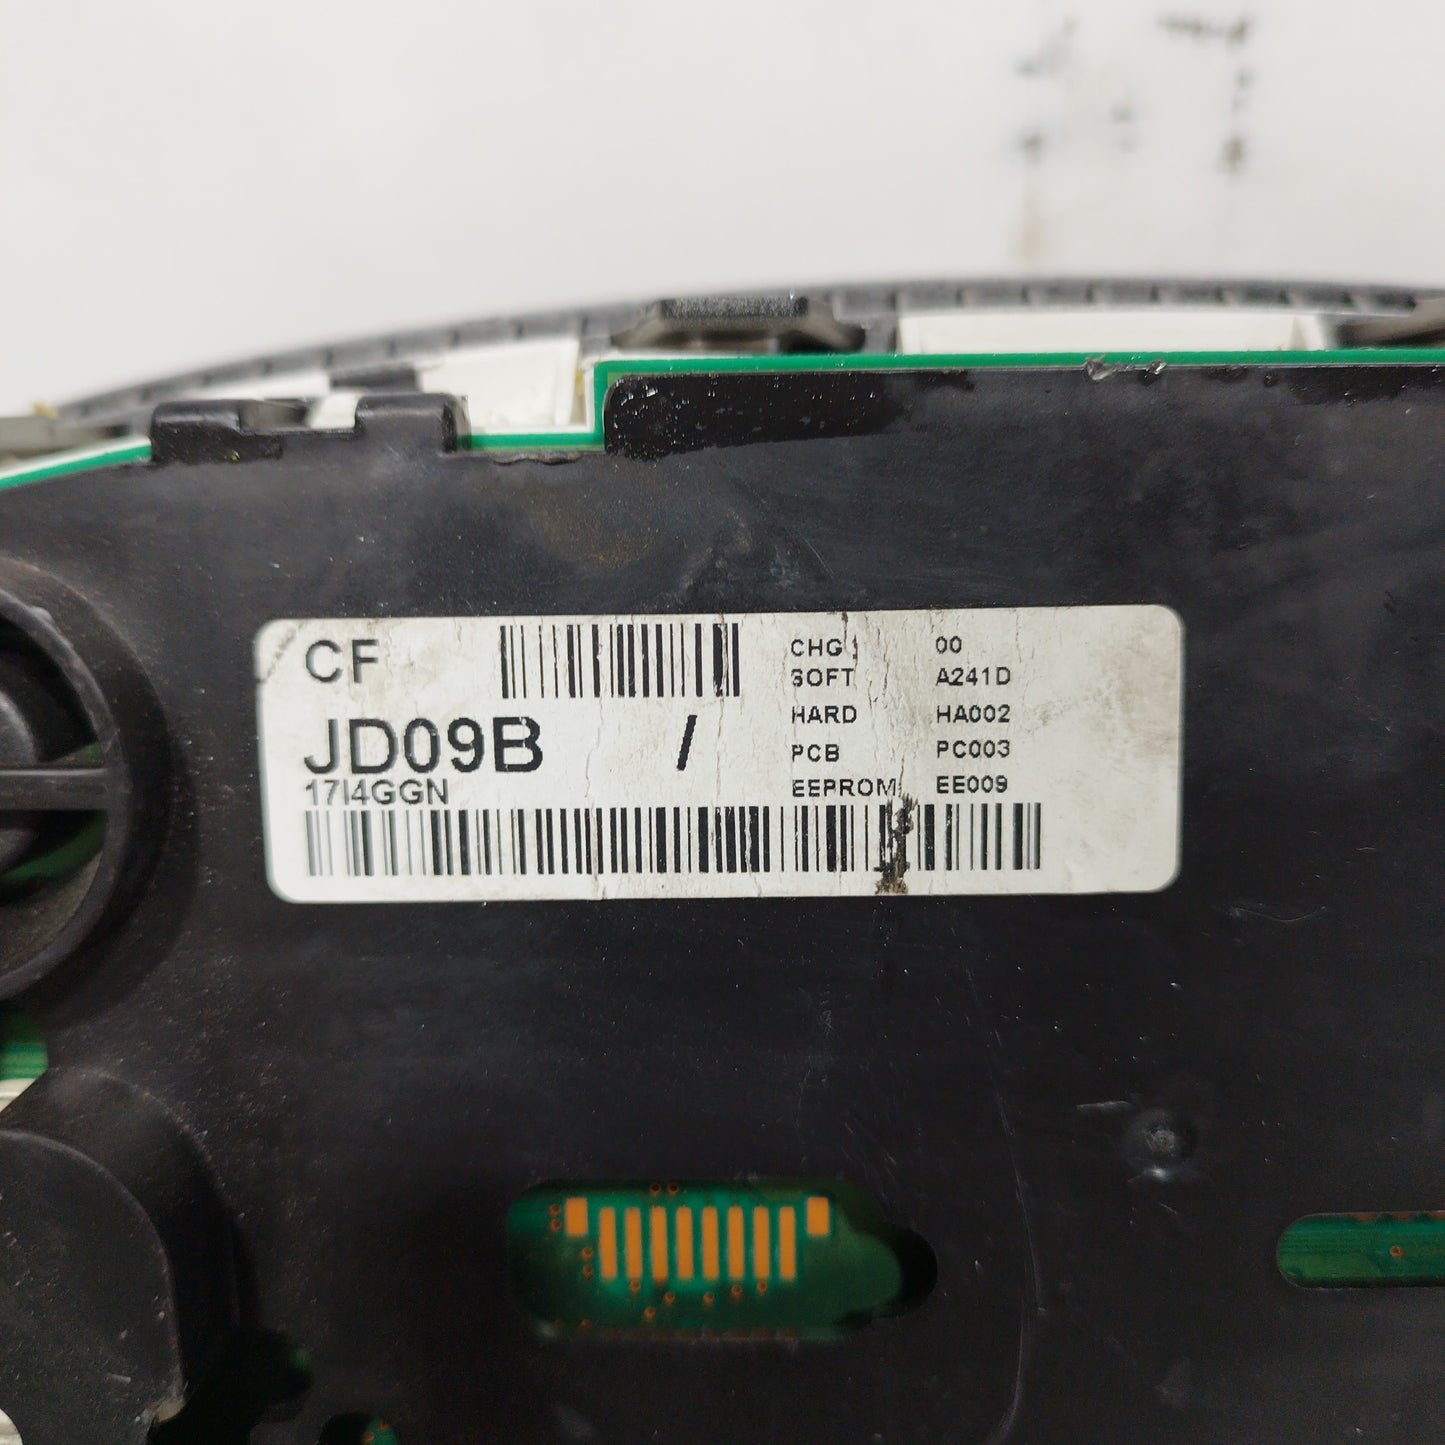 CF
JD09B /
17I4GGN
CHG : 00
SOFT A241D
HARD HA002
PCB PC003
EEPROM EE009